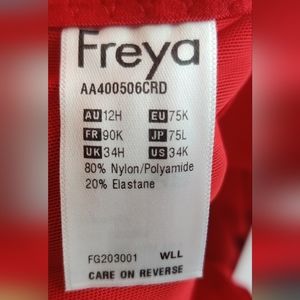 Freya
AA400506CRD
AU 12H EU 75K
FR 90K JP 75L
UK 34H US 34K
80% Nylon/Polyamide
20% Elastane
FG203001 WLL
CARE ON REVERSE